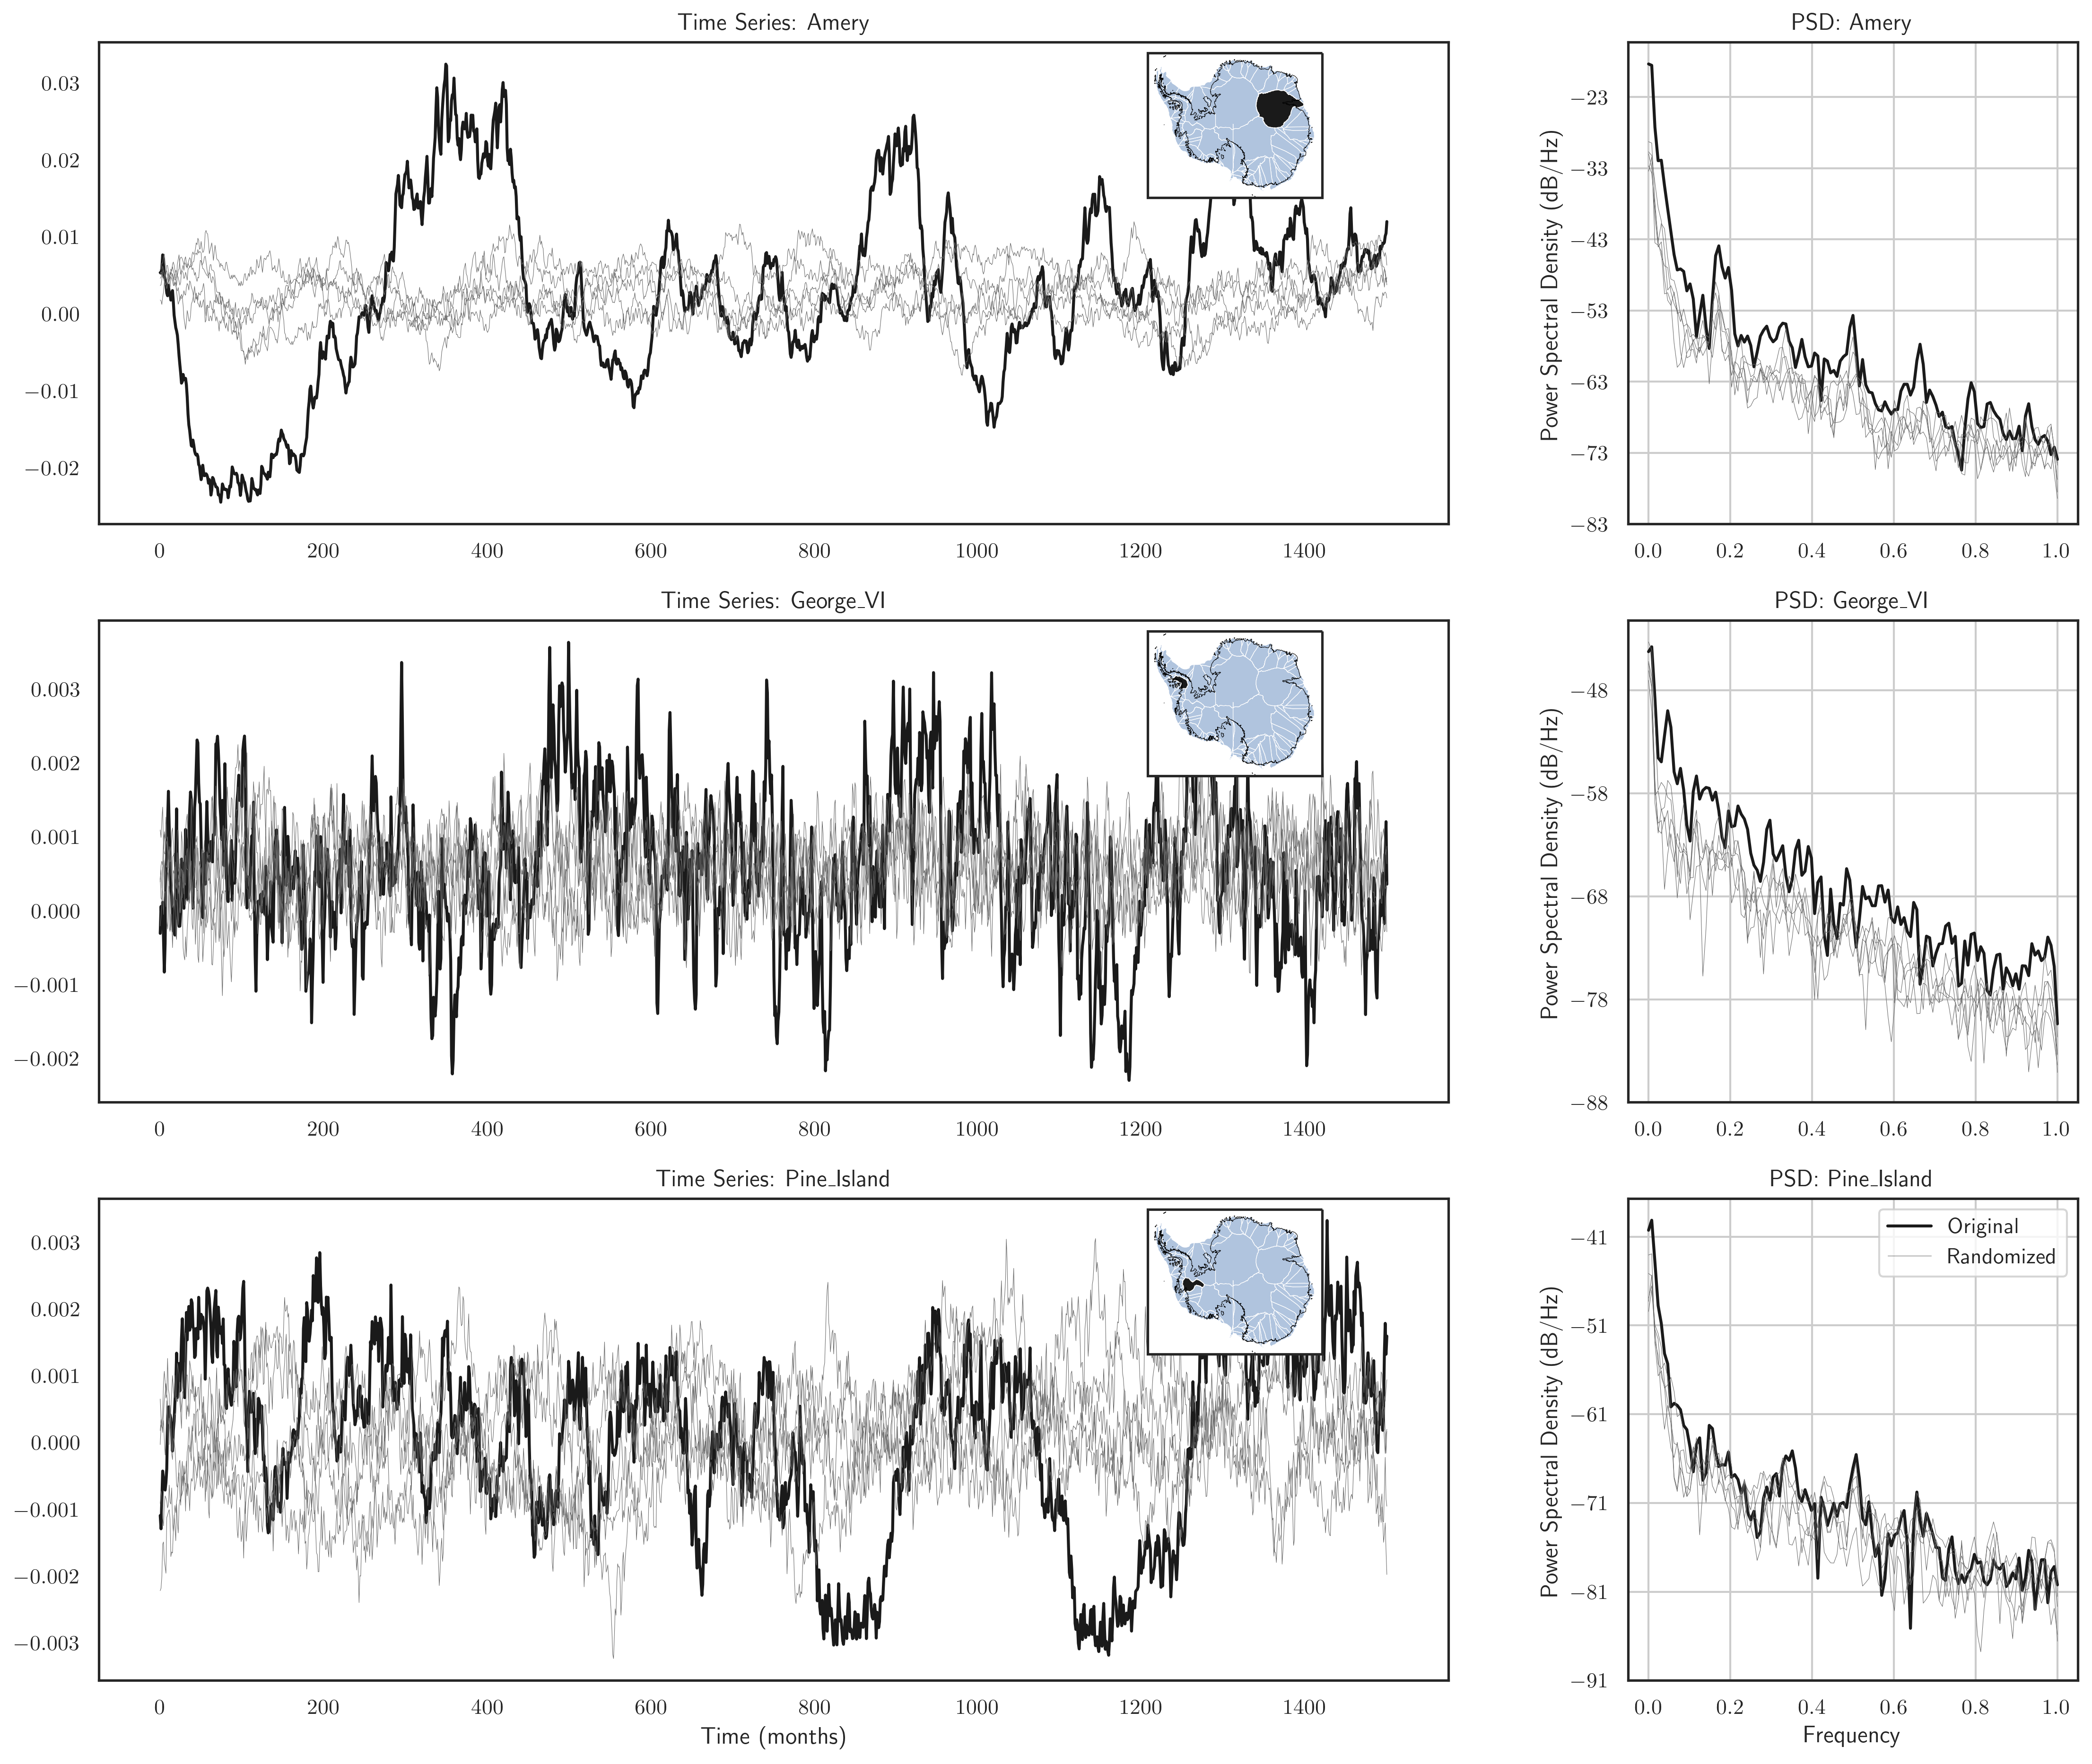 Time Series: Amery
0.03
0.02
0.01
0.00
−0.01
−0.02
0 200 400 600 800 1000 1200 1400
PSD: Amery
Power Spectral Density (dB/Hz)
−23
−33
−43
−53
−63
−73
−83
0.0 0.2 0.4 0.6 0.8 1.0
Time Series: George_VI
0.003
0.002
0.001
0.000
−0.001
−0.002
0 200 400 600 800 1000 1200 1400
PSD: George_VI
Power Spectral Density (dB/Hz)
−48
−58
−68
−78
−88
0.0 0.2 0.4 0.6 0.8 1.0
Time Series: Pine_Island
0.003
0.002
0.001
0.000
−0.001
−0.002
−0.003
0 200 400 600 800 1000 1200 1400
Time (months)
PSD: Pine_Island
Original
Randomized
Power Spectral Density (dB/Hz)
−41
−51
−61
−71
−81
−91
0.0 0.2 0.4 0.6 0.8 1.0
Frequency